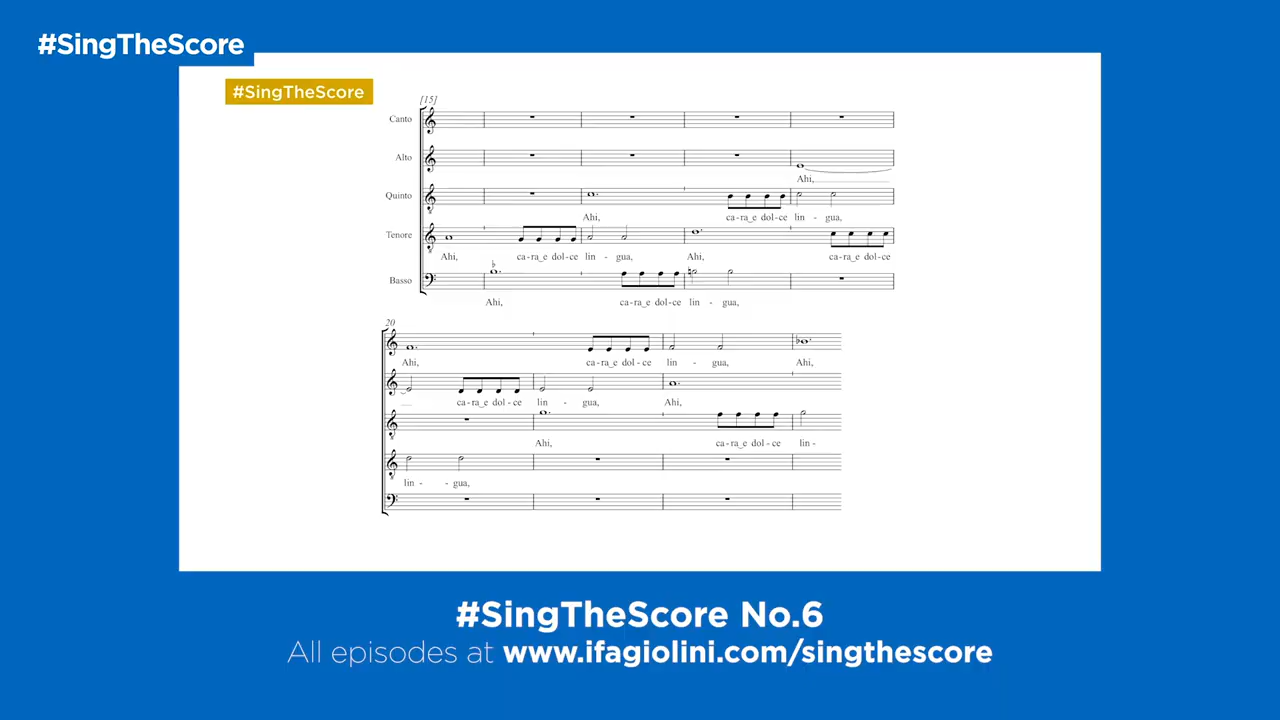 #SingTheScore
#SingTheScore
[15]
Canto
Alto
Ahi,
Quinto
Ahi, ca-ra_e dol-ce lin - gua,
Tenore
Ahi, ca-ra_e dol-ce lin - gua, Ahi, ca-ra_e dol-ce
Basso
Ahi, ca-ra_e dol-ce lin - gua,
20
Ahi, ca-ra_e dol-ce lin - gua, Ahi,
ca-ra_e dol-ce lin - gua, Ahi,
Ahi, ca-ra_e dol-ce lin-
lin - - gua,
#SingTheScore No.6
All episodes at www.ifagiolini.com/singthescore